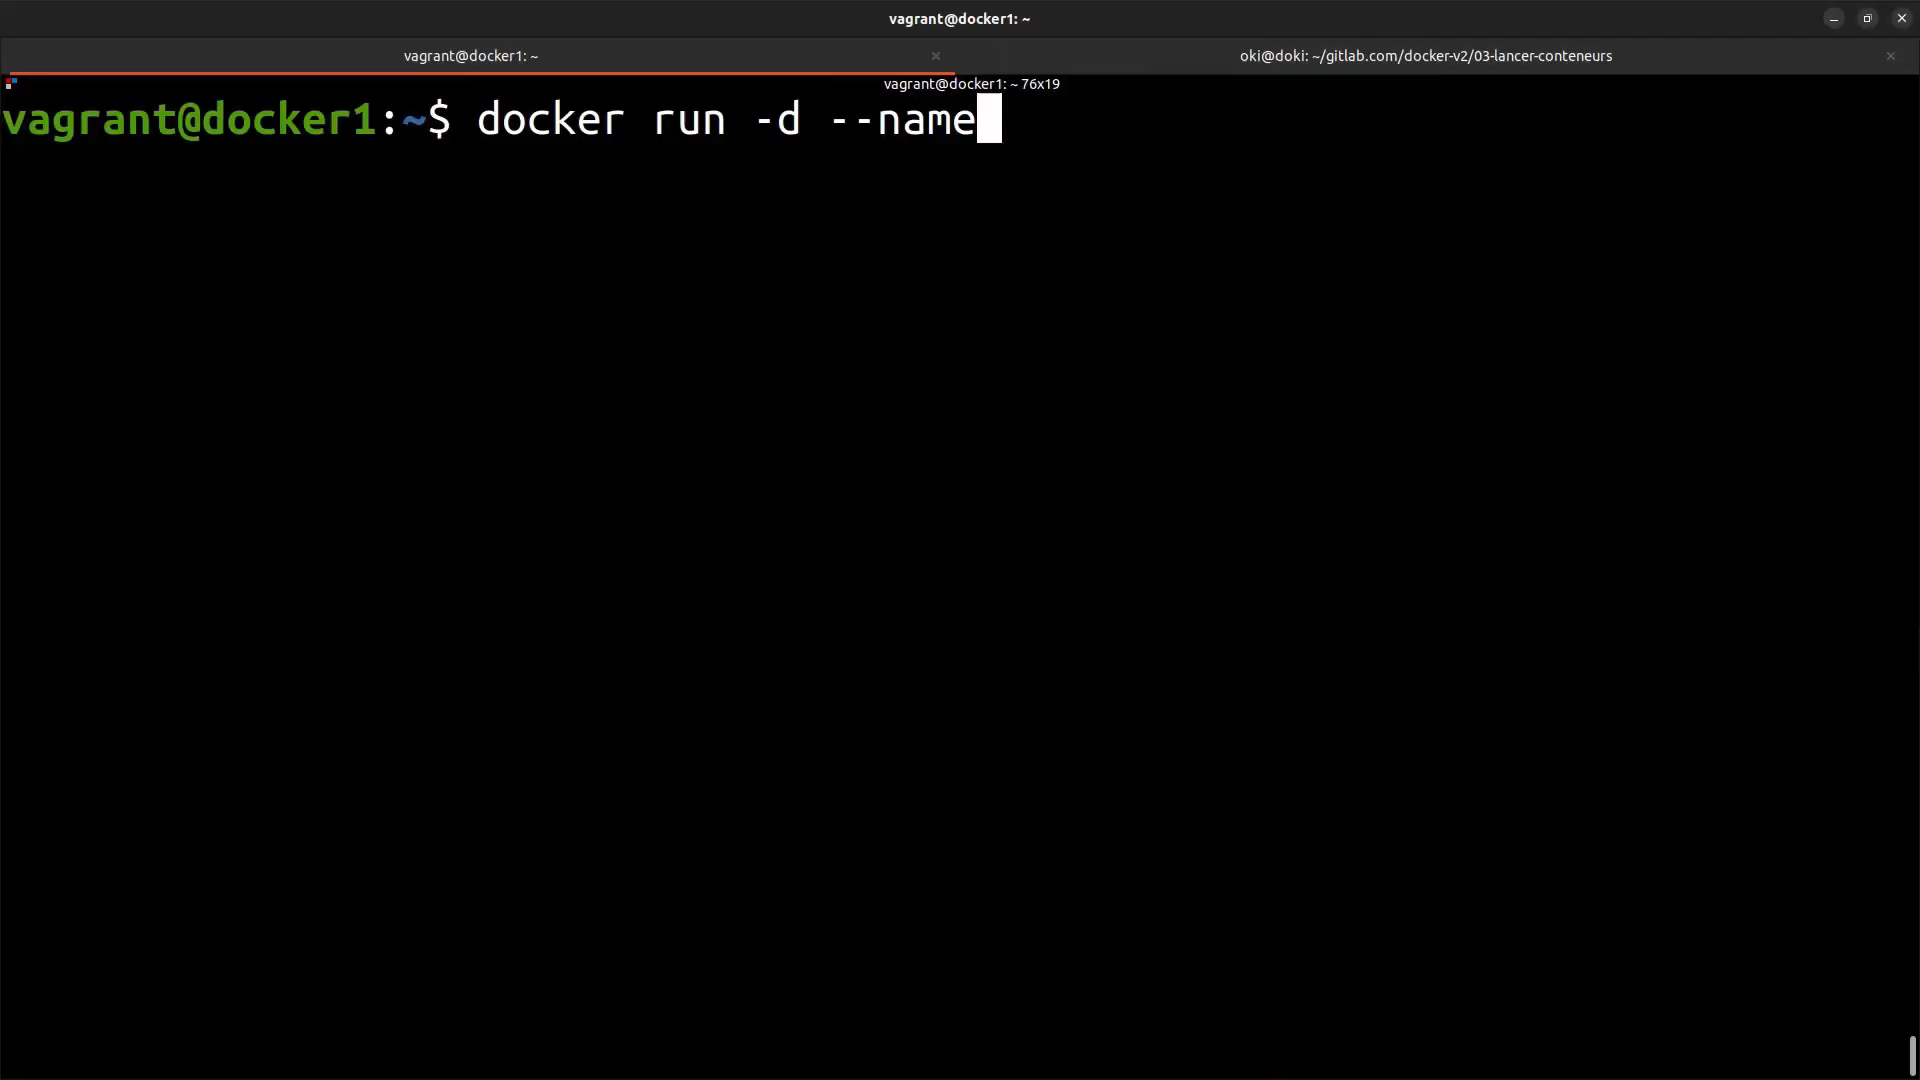 vagrant@docker1: ~
vagrant@docker1: ~
oki@doki: ~/gitlab.com/docker-v2/03-lancer-conteneurs
vagrant@docker1: ~ 76x19
vagrant@docker1:~$ docker run -d --name